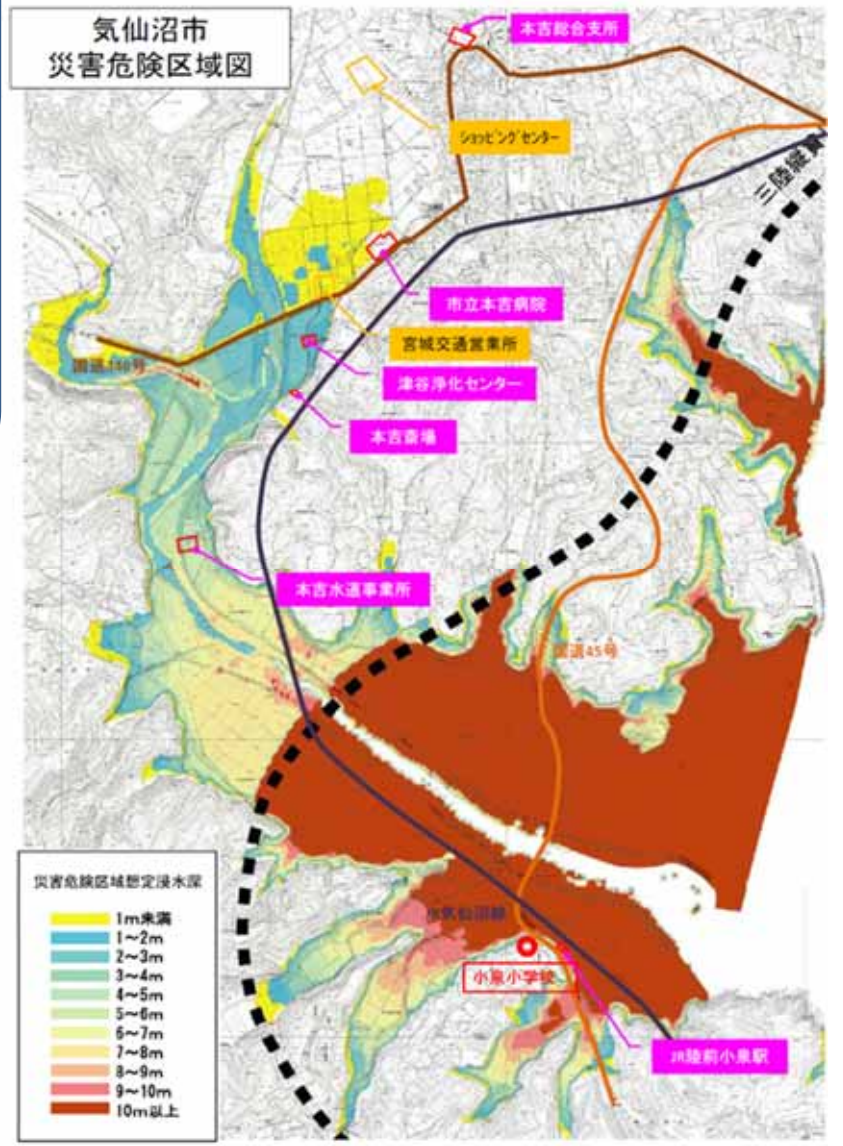 気仙沼市
災害危険区域図
本吉総合支所
ショッピングセンター
三陸縦貫
市立本吉病院
宮城交通営業所
津谷浄化センター
本吉斎場
本吉水道事業所
国道45号
気仙沼線
小泉小学校
JR陸前小泉駅
災害危険区域想定浸水深
1m未満
1～2m
2～3m
3～4m
4～5m
5～6m
6～7m
7～8m
8～9m
9～10m
10m以上